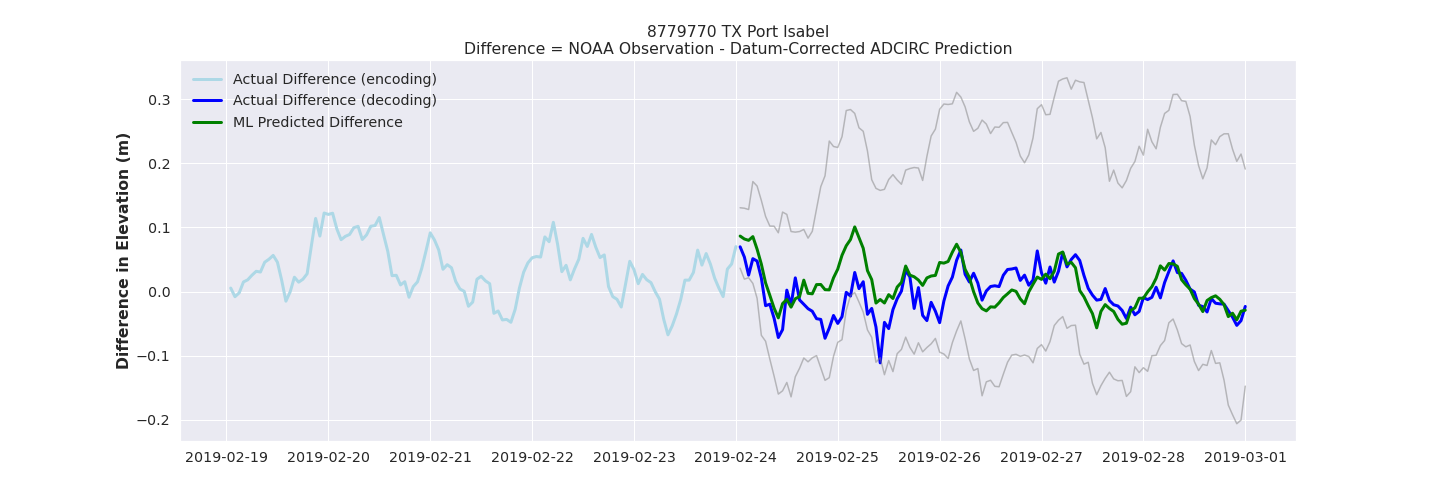 8779770 TX Port Isabel
Difference = NOAA Observation - Datum-Corrected ADCIRC Prediction
Actual Difference (encoding)
Actual Difference (decoding)
ML Predicted Difference
Difference in Elevation (m)
0.3
0.2
0.1
0.0
−0.1
−0.2
2019-02-19 2019-02-20 2019-02-21 2019-02-22 2019-02-23 2019-02-24 2019-02-25 2019-02-26 2019-02-27 2019-02-28 2019-03-01